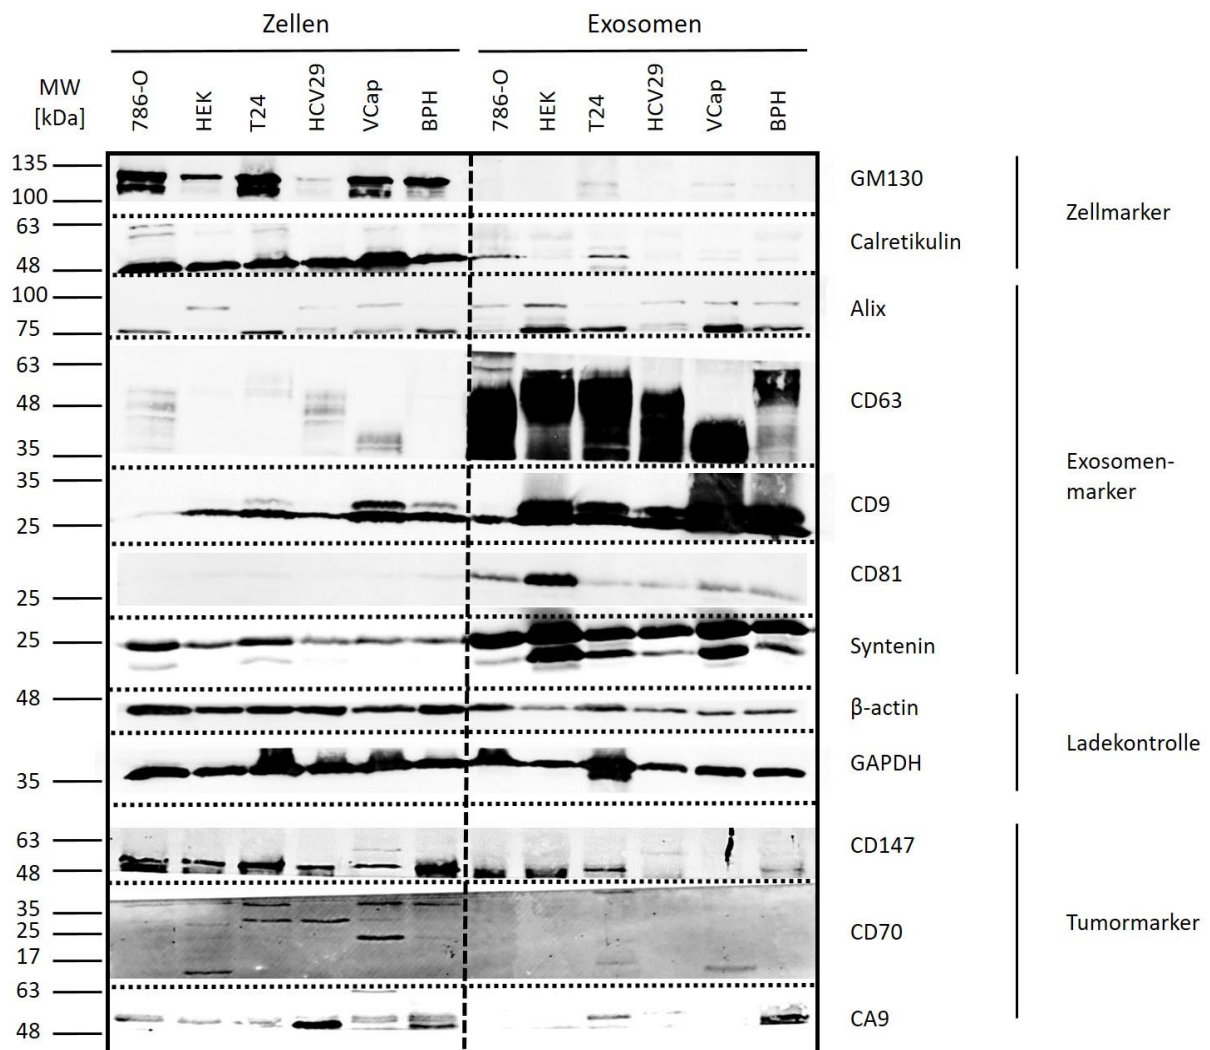 Zellen Exosomen
MW
[kDa]
786-O HEK T24 HCV29 VCap BPH 786-O HEK T24 HCV29 VCap BPH
135 GM130
100
Zellmarker
63
Calretikulin
48
100
Alix
75
63
48 CD63
35
Exosomen-
marker
35
CD9
25
CD81
25
25
Syntenin
48
β-actin
Ladekontrolle
GAPDH
35
63
CD147
48
35
25 CD70
Tumormarker
17
63
CA9
48